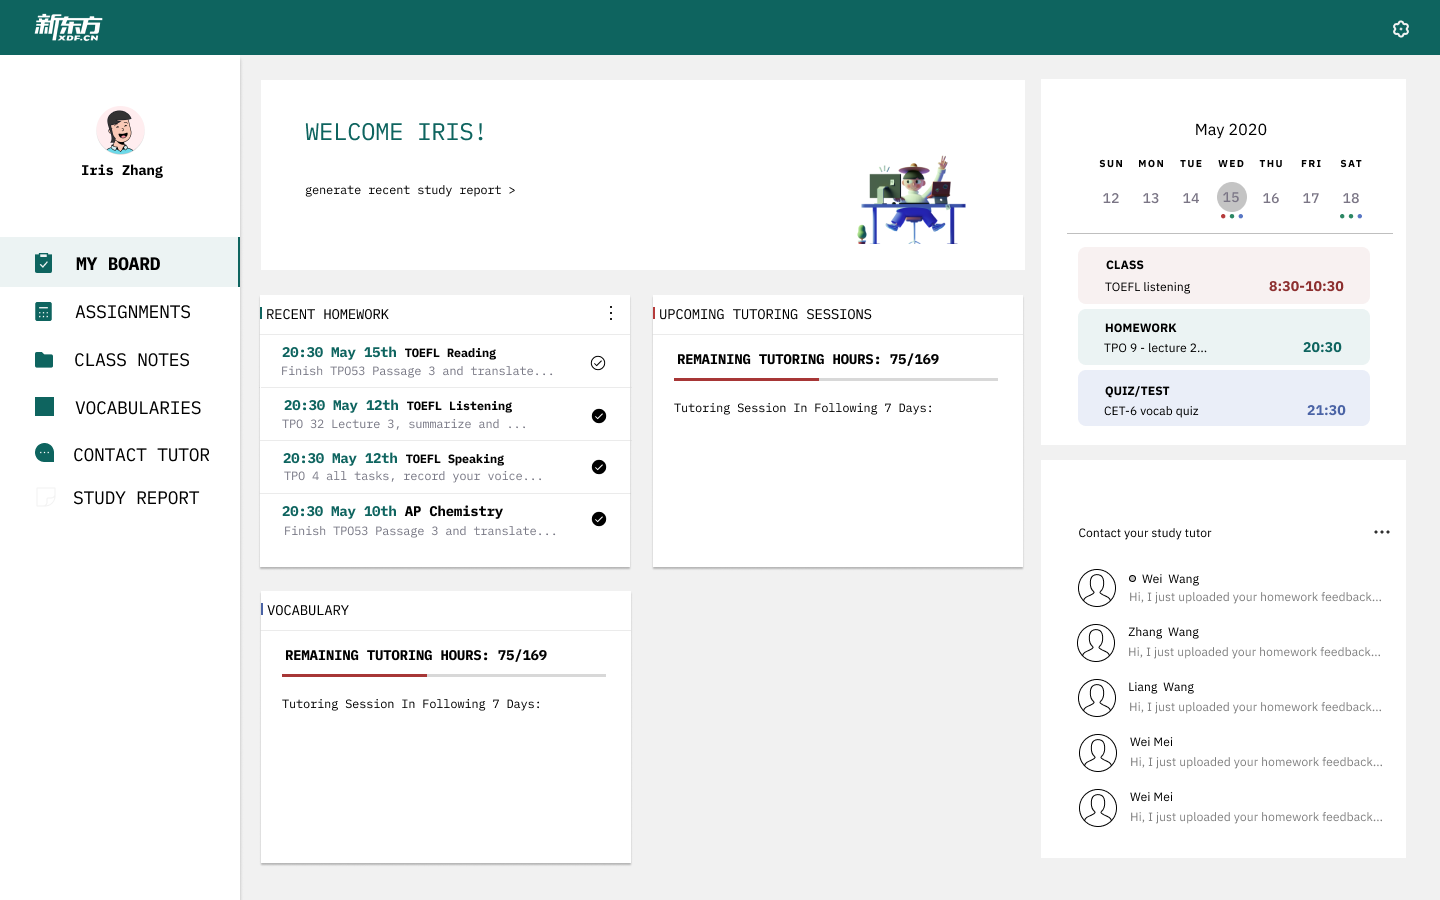 新东方
XDF.CN
Iris Zhang
MY BOARD
ASSIGNMENTS
CLASS NOTES
VOCABULARIES
CONTACT TUTOR
STUDY REPORT
WELCOME IRIS!
generate recent study report >
RECENT HOMEWORK
20:30 May 15th TOEFL Reading
Finish TPO53 Passage 3 and translate...
20:30 May 12th TOEFL Listening
TPO 32 Lecture 3, summarize and ...
20:30 May 12th TOEFL Speaking
TPO 4 all tasks, record your voice...
20:30 May 10th AP Chemistry
Finish TPO53 Passage 3 and translate...
UPCOMING TUTORING SESSIONS
REMAINING TUTORING HOURS: 75/169
Tutoring Session In Following 7 Days:
VOCABULARY
REMAINING TUTORING HOURS: 75/169
Tutoring Session In Following 7 Days:
May 2020
SUN MON TUE WED THU FRI SAT
12 13 14 15 16 17 18
CLASS
TOEFL listening 8:30-10:30
HOMEWORK
TPO 9 - lecture 2... 20:30
QUIZ/TEST
CET-6 vocab quiz 21:30
Contact your study tutor
Wei Wang
Hi, I just uploaded your homework feedback...
Zhang Wang
Hi, I just uploaded your homework feedback...
Liang Wang
Hi, I just uploaded your homework feedback...
Wei Mei
Hi, I just uploaded your homework feedback...
Wei Mei
Hi, I just uploaded your homework feedback...